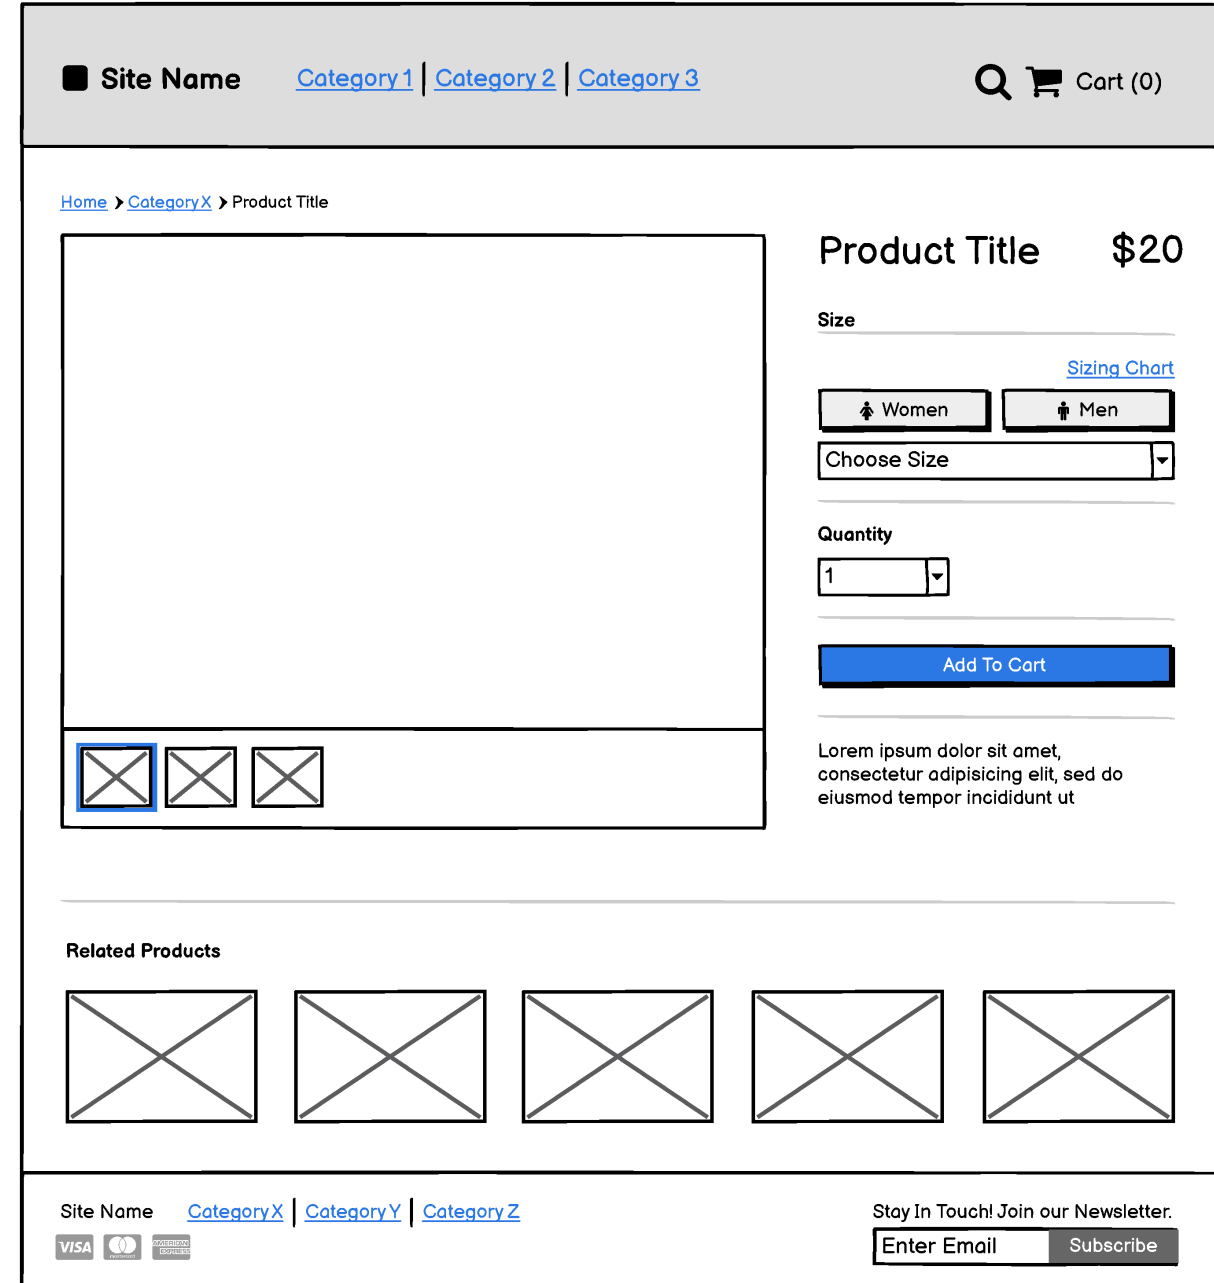 Site Name Category 1 Category 2 Category 3 Cart (0)
Home Category X Product Title
Product Title $20
Size
Sizing Chart
Women Men
Choose Size
Quantity
1
Add To Cart
Lorem ipsum dolor sit amet,
consectetur adipisicing elit, sed do
eiusmod tempor incididunt ut
Related Products
Site Name Category X Category Y Category Z
VISA mastercard AMERICAN EXPRESS
Stay In Touch! Join our Newsletter.
Enter Email Subscribe